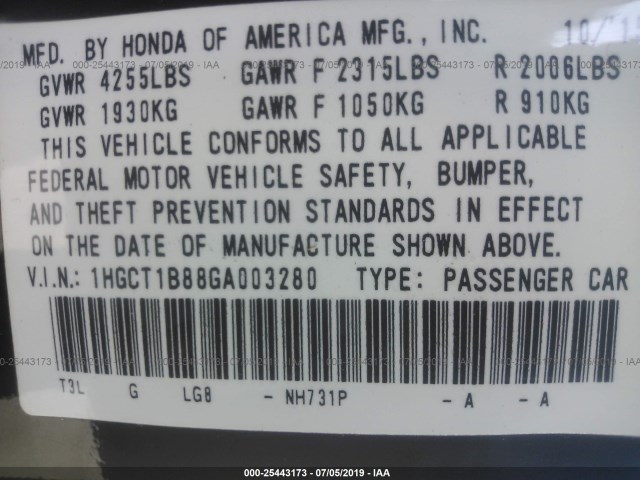 MFD. BY HONDA OF AMERICA MFG., INC. 10/15
GVWR 4255LBS GAWR F 2315LBS R 2006LBS
GVWR 1930KG GAWR F 1050KG R 910KG
THIS VEHICLE CONFORMS TO ALL APPLICABLE
FEDERAL MOTOR VEHICLE SAFETY, BUMPER,
AND THEFT PREVENTION STANDARDS IN EFFECT
ON THE DATE OF MANUFACTURE SHOWN ABOVE.
V.I.N.: 1HGCT1B88GA003280 TYPE: PASSENGER CAR
T3L G LG8 - NH731P - A - A
000-25443173 - 07/05/2019 - IAA